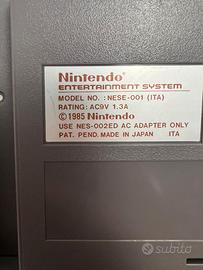 Nintendo®
ENTERTAINMENT SYSTEM
MODEL NO. : NESE-001 (ITA)
RATING: AC9V 1.3A
©1985 Nintendo
USE NES-002ED AC ADAPTER ONLY
PAT. PEND. MADE IN JAPAN ITA
subito